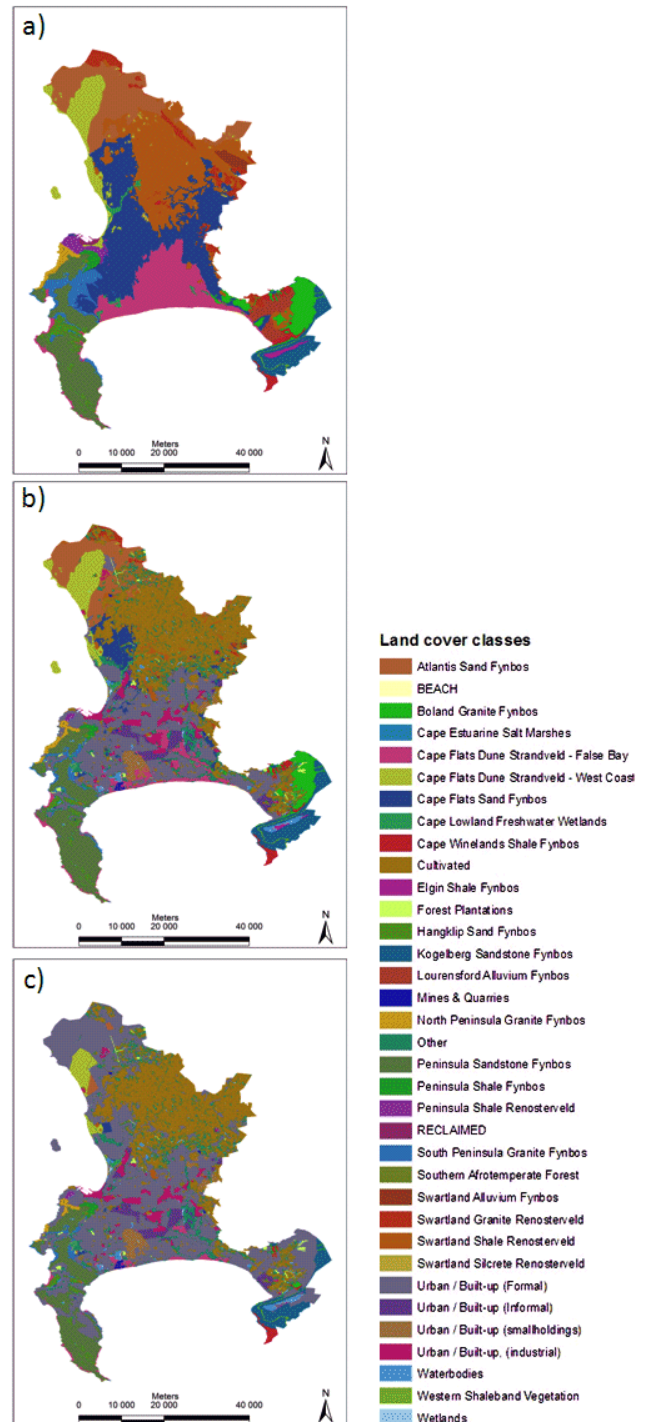 a)
Meters
0 10 000 20 000 40 000
N
b)
Meters
0 10 000 20 000 40 000
N
c)
Meters
0 10 000 20 000 40 000
N
Land cover classes
Atlantis Sand Fynbos
BEACH
Boland Granite Fynbos
Cape Estuarine Salt Marshes
Cape Flats Dune Strandveld - False Bay
Cape Flats Dune Strandveld - West Coast
Cape Flats Sand Fynbos
Cape Lowland Freshwater Wetlands
Cape Winelands Shale Fynbos
Cultivated
Elgin Shale Fynbos
Forest Plantations
Hangklip Sand Fynbos
Kogelberg Sandstone Fynbos
Lourensford Alluvium Fynbos
Mines & Quarries
North Peninsula Granite Fynbos
Other
Peninsula Sandstone Fynbos
Peninsula Shale Fynbos
Peninsula Shale Renosterveld
RECLAIMED
South Peninsula Granite Fynbos
Southern Afrotemperate Forest
Swartland Alluvium Fynbos
Swartland Granite Renosterveld
Swartland Shale Renosterveld
Swartland Silcrete Renosterveld
Urban / Built-up (Formal)
Urban / Built-up (Informal)
Urban / Built-up (smallholdings)
Urban / Built-up, (industrial)
Waterbodies
Western Shaleband Vegetation
Wetlands